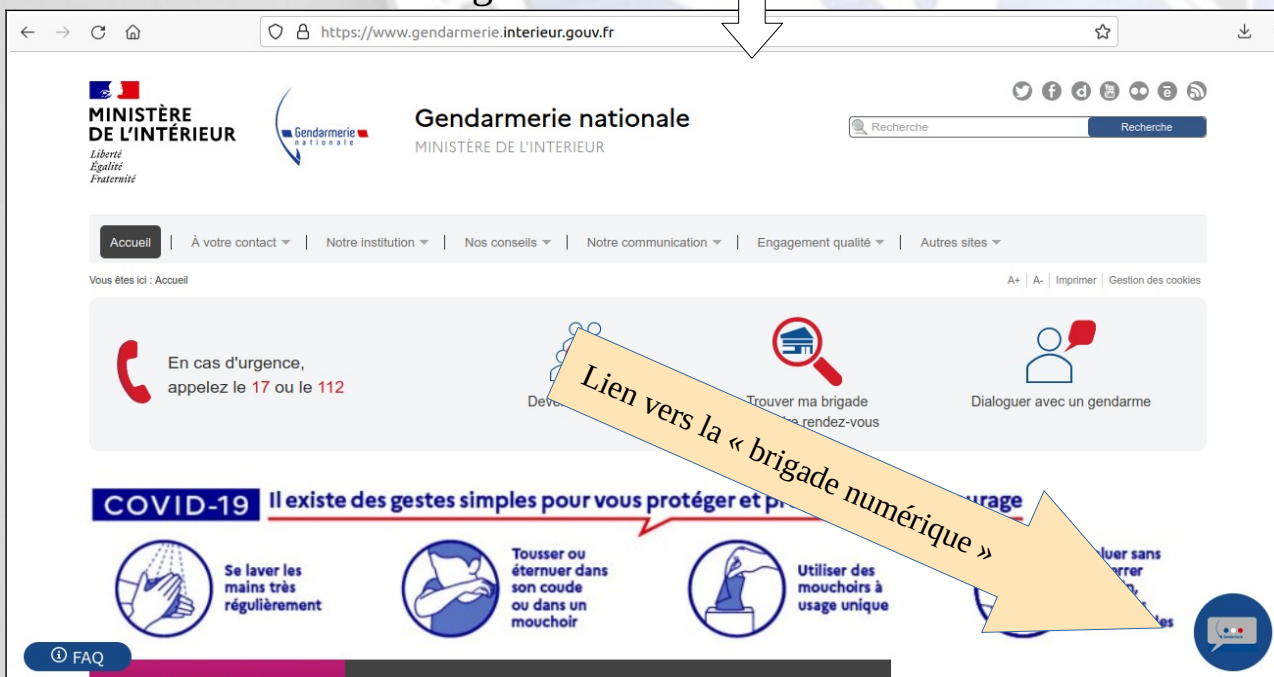 https://www.gendarmerie.interieur.gouv.fr
MINISTÈRE
DE L'INTÉRIEUR
Liberté
Égalité
Fraternité
Gendarmerie
nationale
Gendarmerie nationale
MINISTÈRE DE L'INTERIEUR
Recherche
Recherche
Accueil
À votre contact
Notre institution
Nos conseils
Notre communication
Engagement qualité
Autres sites
Vous êtes ici : Accueil
A+ A- Imprimer Gestion des cookies
En cas d'urgence,
appelez le 17 ou le 112
Trouver ma brigade
rendez-vous
Dialoguer avec un gendarme
Lien vers la « brigade numérique »
COVID-19
Il existe des gestes simples pour vous protéger et
Se laver les
mains très
régulièrement
Tousser ou
éternuer dans
son coude
ou dans un
mouchoir
Utiliser des
mouchoirs à
usage unique
sans
FAQ